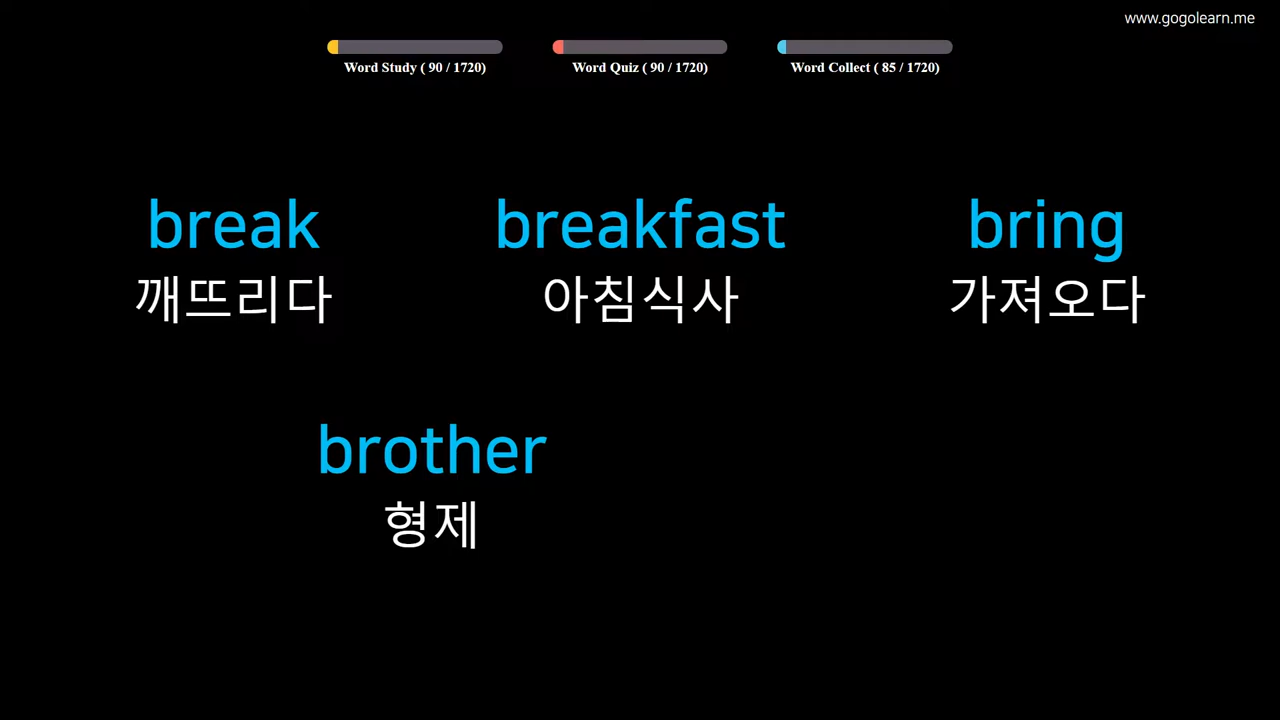 www.gogolearn.me
Word Study ( 90 / 1720)
Word Quiz ( 90 / 1720)
Word Collect ( 85 / 1720)
break
깨뜨리다
breakfast
아침식사
bring
가져오다
brother
형제